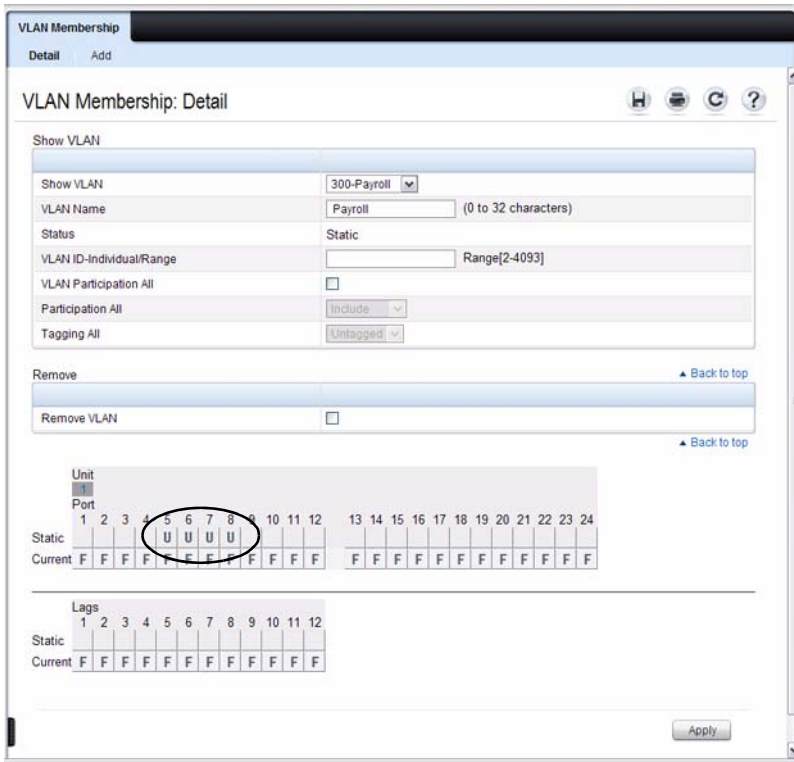 VLAN Membership
Detail Add
VLAN Membership: Detail
Show VLAN
Show VLAN 300-Payroll
VLAN Name Payroll (0 to 32 characters)
Status Static
VLAN ID-Individual/Range Range[2-4093]
VLAN Participation All
Participation All Include
Tagging All Untagged
Remove Back to top
Remove VLAN
Back to top
Unit
1
Port
1 2 3 4 5 6 7 8 9 10 11 12 13 14 15 16 17 18 19 20 21 22 23 24
Static U U U U
Current F F F F F F F F F F F F F F F F F F F F F F F F
Lags
1 2 3 4 5 6 7 8 9 10 11 12
Static
Current F F F F F F F F F F F F
Apply